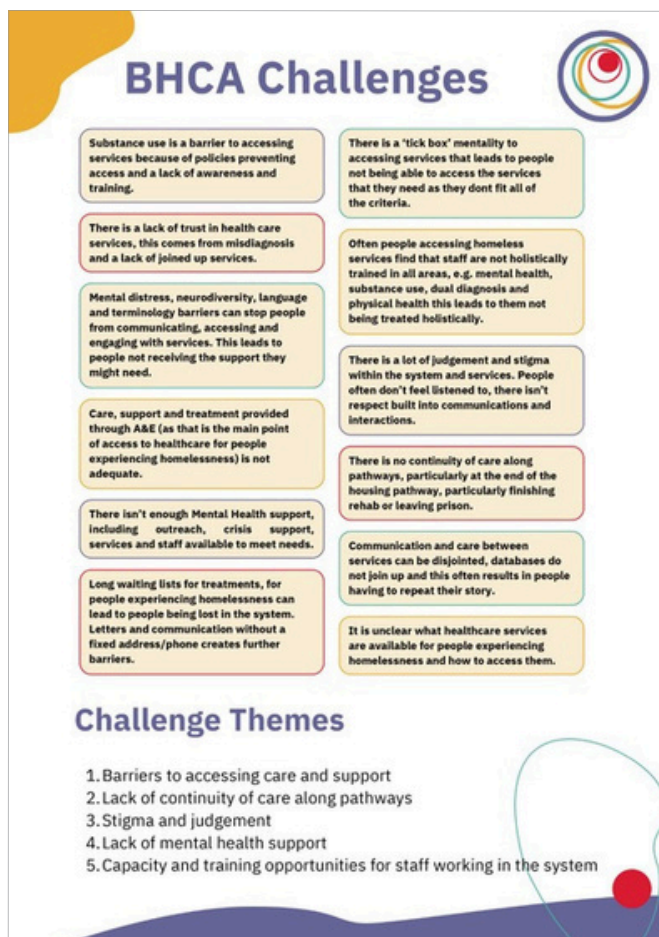 BHCA Challenges
Substance use is a barrier to accessing
services because of policies preventing
access and a lack of awareness and
training.
There is a lack of trust in health care
services, this comes from misdiagnosis
and a lack of joined up services.
Mental distress, neurodiversity, language
and terminology barriers can stop people
from communicating, accessing and
engaging with services. This leads to
people not receiving the support they
might need.
Care, support and treatment provided
through A&E (as that is the main point
of access to healthcare for people
experiencing homelessness) is not
adequate.
There isn't enough Mental Health support,
including outreach, crisis support,
services and staff available to meet needs.
Long waiting lists for treatments, for
people experiencing homelessness can
lead to people being lost in the system.
Letters and communication without a
fixed address/phone creates further
barriers.
There is a 'tick box' mentality to
accessing services that leads to people
not being able to access the services
that they need as they dont fit all of
the criteria.
Often people accessing homeless
services find that staff are not holistically
trained in all areas, e.g. mental health,
substance use, dual diagnosis and
physical health this leads to them not
being treated holistically.
There is a lot of judgement and stigma
within the system and services. People
often don't feel listened to, there isn't
respect built into communications and
interactions.
There is no continuity of care along
pathways, particularly at the end of the
housing pathway, particularly finishing
rehab or leaving prison.
Communication and care between
services can be disjointed, databases do
not join up and this often results in people
having to repeat their story.
It is unclear what healthcare services
are available for people experiencing
homelessness and how to access them.
Challenge Themes
1. Barriers to accessing care and support
2. Lack of continuity of care along pathways
3. Stigma and judgement
4. Lack of mental health support
5. Capacity and training opportunities for staff working in the system